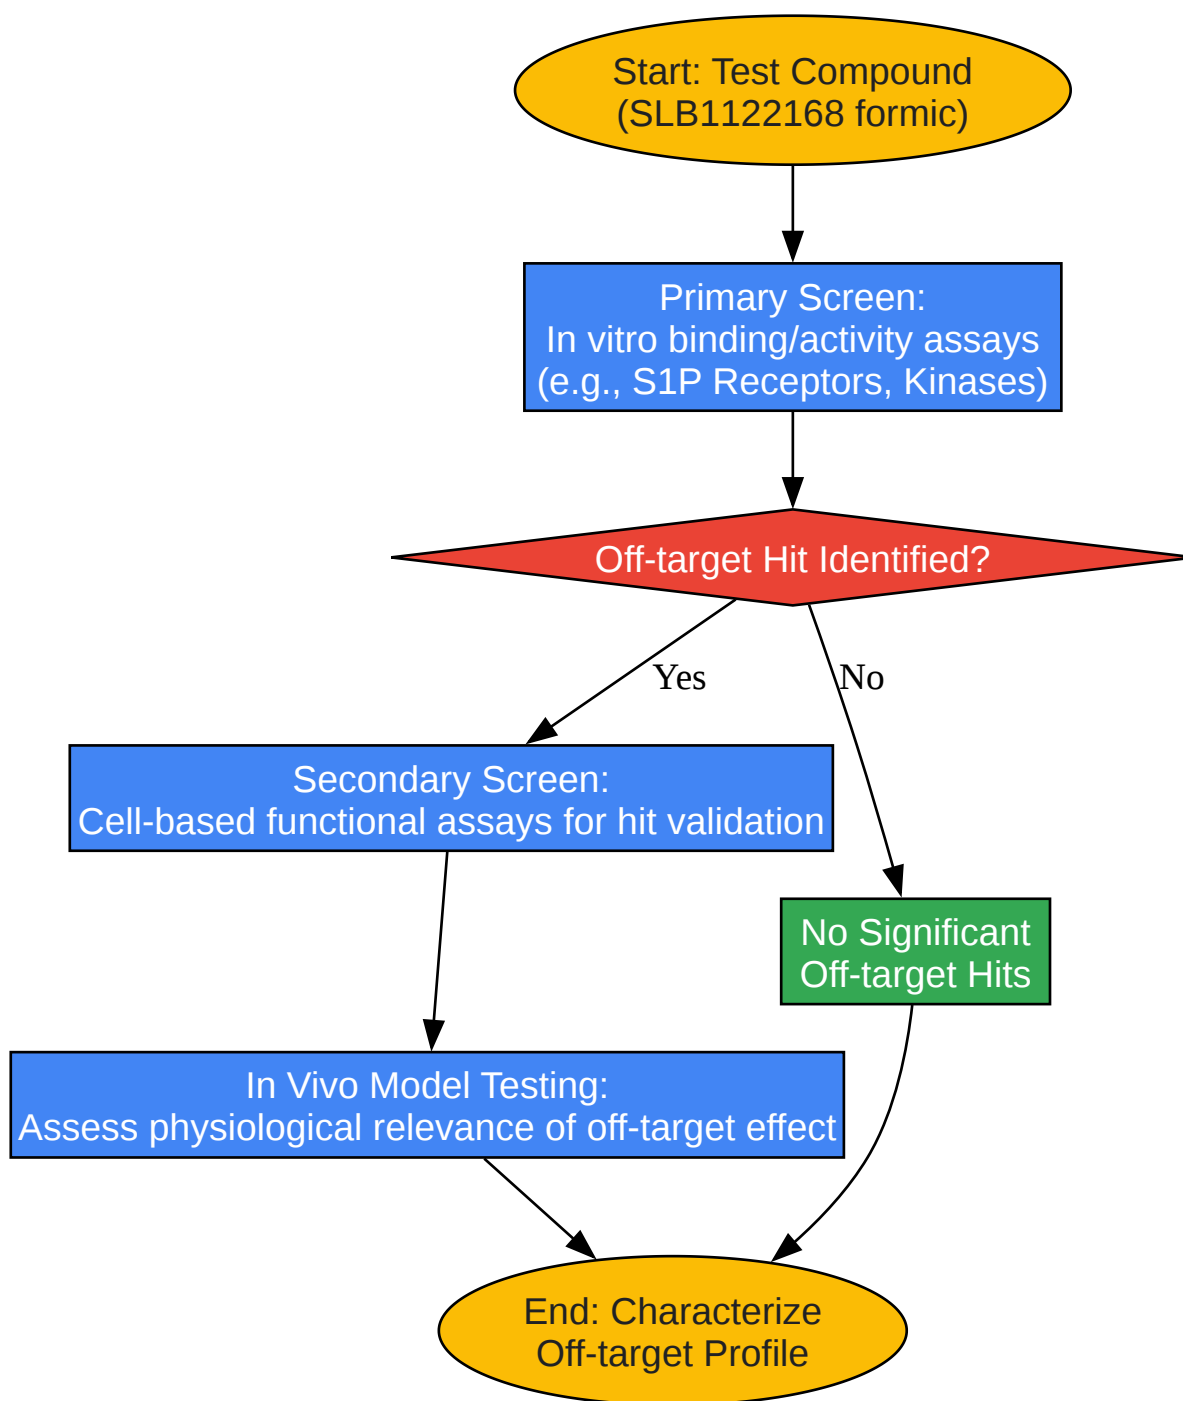 Start: Test Compound
(SLB1122168 formic)
Primary Screen:
In vitro binding/activity assays
(e.g., S1P Receptors, Kinases)
Off-target Hit Identified?
Yes
No
Secondary Screen:
Cell-based functional assays for hit validation
No Significant
Off-target Hits
In Vivo Model Testing:
Assess physiological relevance of off-target effect
End: Characterize
Off-target Profile